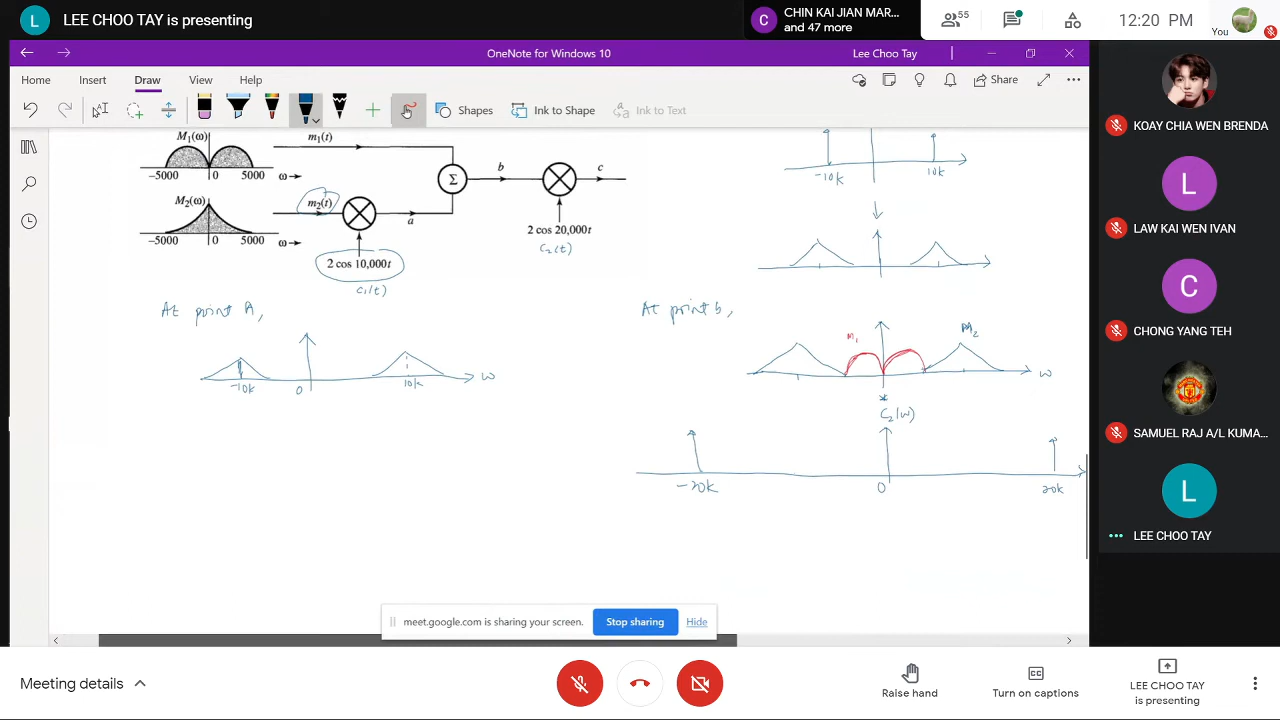 LEE CHOO TAY is presenting
CHIN KAI JIAN MAR...
and 47 more
55
12:20 PM
You
OneNote for Windows 10
Lee Choo Tay
Home
Insert
Draw
View
Help
Share
Shapes
Ink to Shape
Ink to Text
M₁(ω)
m₁(t)
-5000 0 5000 ω
M₂(ω)
m₂(t)
-5000 0 5000 ω
Σ
a
b
c
2 cos 10,000t
c₁(t)
2 cos 20,000t
c₂(t)
-10k
10k
At point A,
-10k 0 10k w
At point b,
M₁
M₂
w
*
C₂(w)
-20k 0 20k
KOAY CHIA WEN BRENDA
L
LAW KAI WEN IVAN
C
CHONG YANG TEH
SAMUEL RAJ A/L KUMA...
L
LEE CHOO TAY
meet.google.com is sharing your screen.
Stop sharing
Hide
Meeting details
Raise hand
Turn on captions
LEE CHOO TAY
is presenting